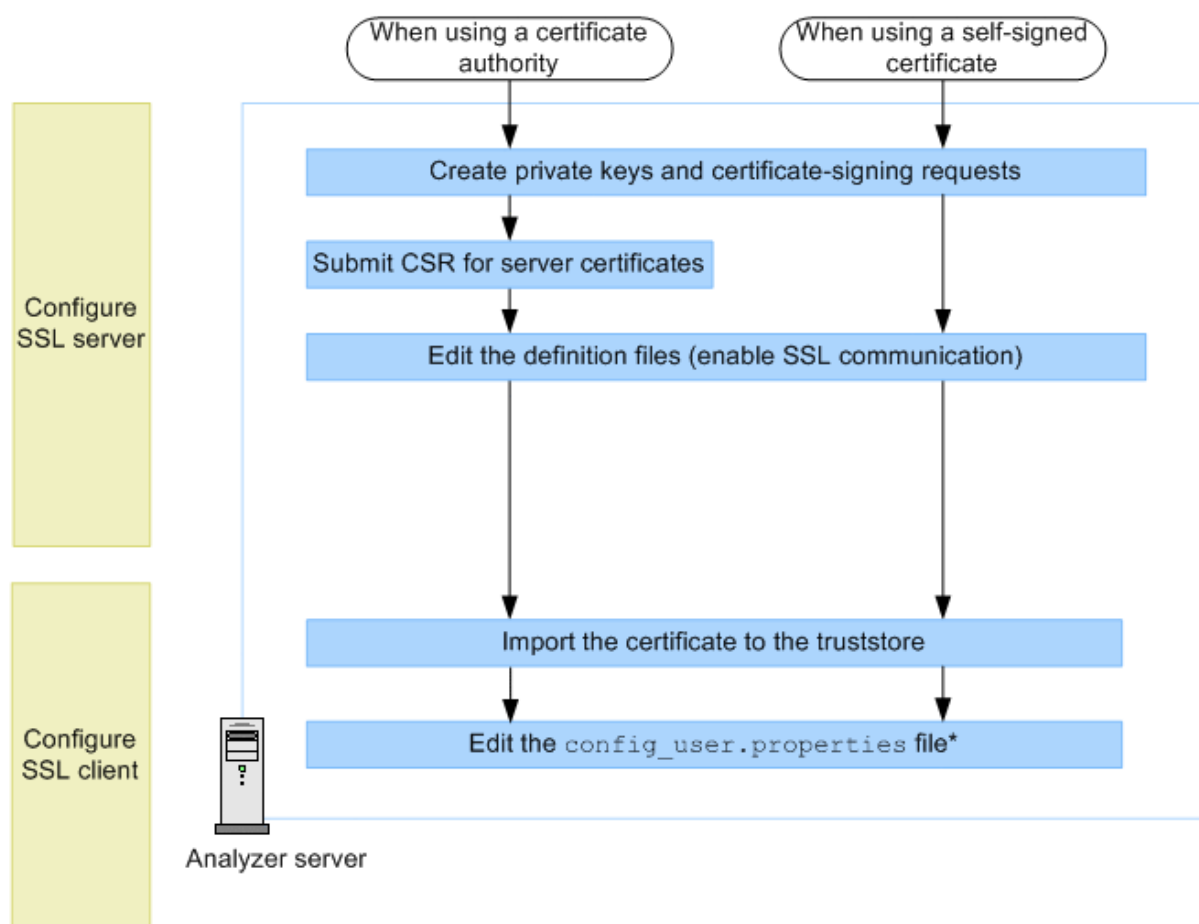 When using a certificate
authority
When using a self-signed
certificate
Configure
SSL server
Create private keys and certificate-signing requests
Submit CSR for server certificates
Edit the definition files (enable SSL communication)
Configure
SSL client
Import the certificate to the truststore
Edit the config_user.properties file*
Analyzer server